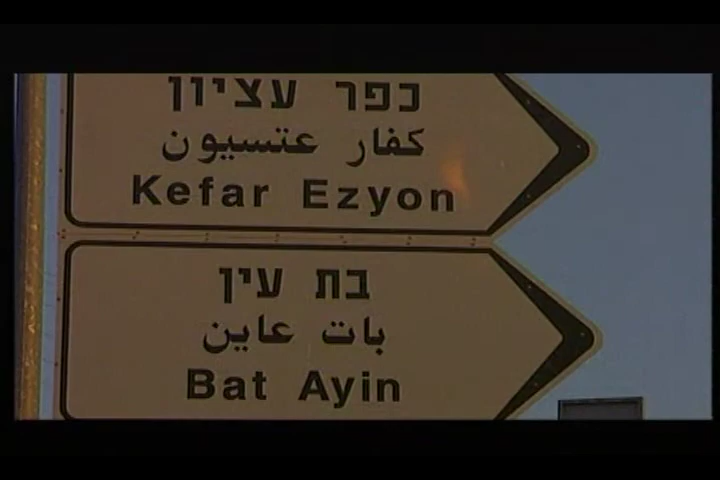 כפר עציון
كفار عتسيون
Kefar Ezyon
בת עין
بات عاين
Bat Ayin